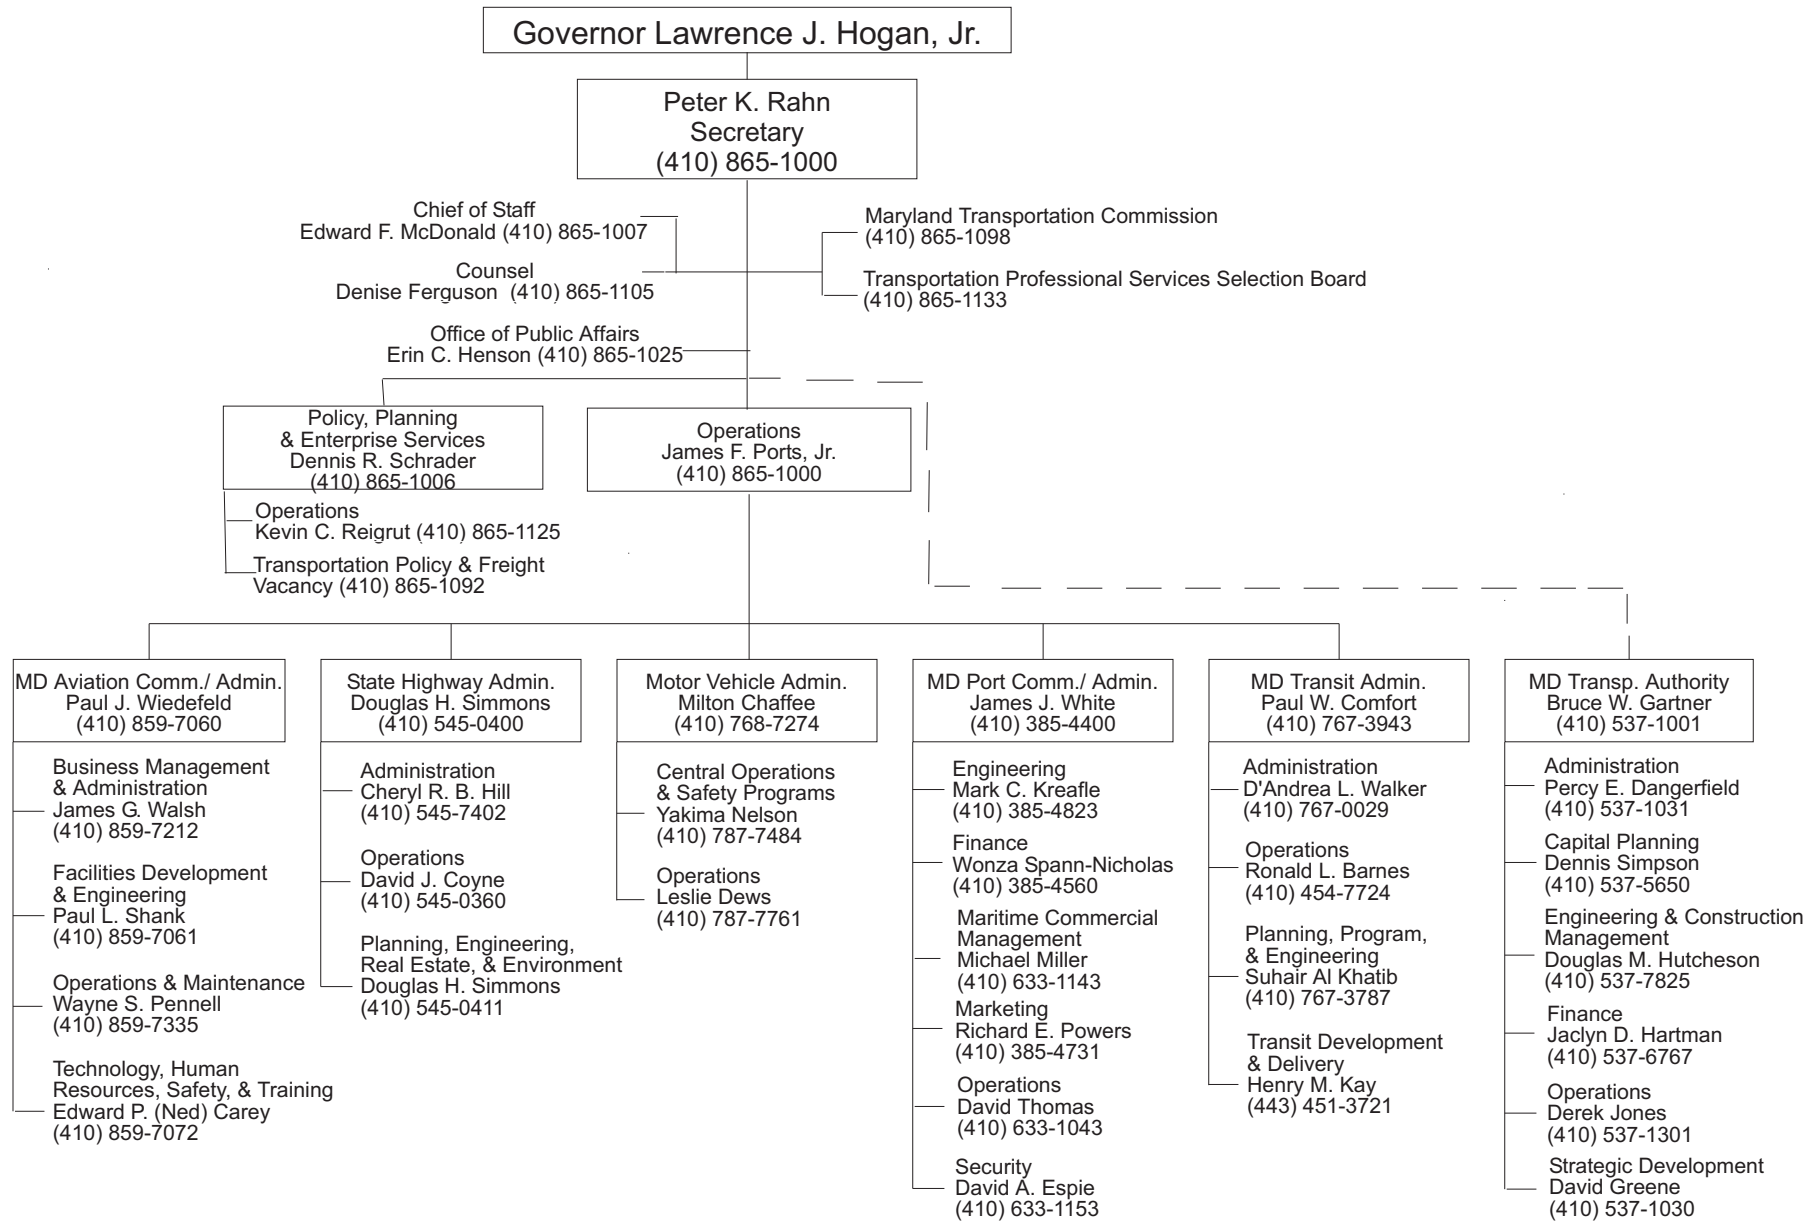 Governor Lawrence J. Hogan, Jr.
Peter K. Rahn
Secretary
(410) 865-1000
Chief of Staff
Edward F. McDonald (410) 865-1007
Counsel
Denise Ferguson (410) 865-1105
Maryland Transportation Commission
(410) 865-1098
Transportation Professional Services Selection Board
(410) 865-1133
Office of Public Affairs
Erin C. Henson (410) 865-1025
Policy, Planning
& Enterprise Services
Dennis R. Schrader
(410) 865-1006
Operations
Kevin C. Reigrut (410) 865-1125
Transportation Policy & Freight
Vacancy (410) 865-1092
Operations
James F. Ports, Jr.
(410) 865-1000
MD Aviation Comm./ Admin.
Paul J. Wiedefeld
(410) 859-7060
Business Management
& Administration
James G. Walsh
(410) 859-7212
Facilities Development
& Engineering
Paul L. Shank
(410) 859-7061
Operations & Maintenance
Wayne S. Pennell
(410) 859-7335
Technology, Human
Resources, Safety, & Training
Edward P. (Ned) Carey
(410) 859-7072
State Highway Admin.
Douglas H. Simmons
(410) 545-0400
Administration
Cheryl R. B. Hill
(410) 545-7402
Operations
David J. Coyne
(410) 545-0360
Planning, Engineering,
Real Estate, & Environment
Douglas H. Simmons
(410) 545-0411
Motor Vehicle Admin.
Milton Chaffee
(410) 768-7274
Central Operations
& Safety Programs
Yakima Nelson
(410) 787-7484
Operations
Leslie Dews
(410) 787-7761
MD Port Comm./ Admin.
James J. White
(410) 385-4400
Engineering
Mark C. Kreafle
(410) 385-4823
Finance
Wonza Spann-Nicholas
(410) 385-4560
Maritime Commercial
Management
Michael Miller
(410) 633-1143
Marketing
Richard E. Powers
(410) 385-4731
Operations
David Thomas
(410) 633-1043
Security
David A. Espie
(410) 633-1153
MD Transit Admin.
Paul W. Comfort
(410) 767-3943
Administration
D'Andrea L. Walker
(410) 767-0029
Operations
Ronald L. Barnes
(410) 454-7724
Planning, Program,
& Engineering
Suhair Al Khatib
(410) 767-3787
Transit Development
& Delivery
Henry M. Kay
(443) 451-3721
MD Transp. Authority
Bruce W. Gartner
(410) 537-1001
Administration
Percy E. Dangerfield
(410) 537-1031
Capital Planning
Dennis Simpson
(410) 537-5650
Engineering & Construction
Management
Douglas M. Hutcheson
(410) 537-7825
Finance
Jaclyn D. Hartman
(410) 537-6767
Operations
Derek Jones
(410) 537-1301
Strategic Development
David Greene
(410) 537-1030